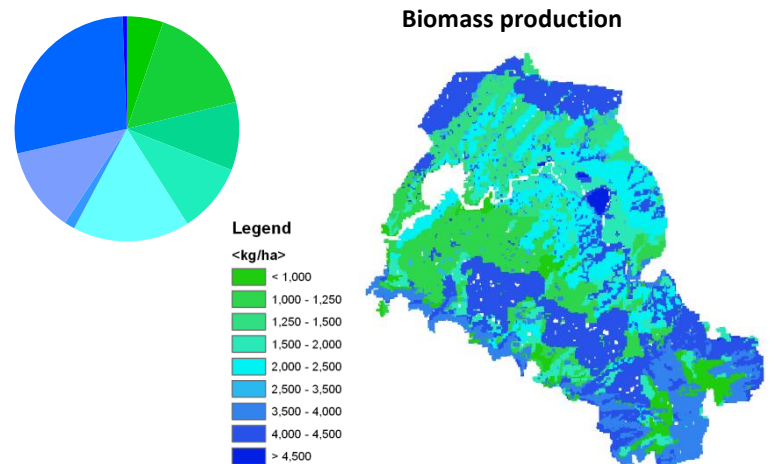 Biomass production
Legend
<kg/ha>
< 1,000
1,000 - 1,250
1,250 - 1,500
1,500 - 2,000
2,000 - 2,500
2,500 - 3,500
3,500 - 4,000
4,000 - 4,500
> 4,500